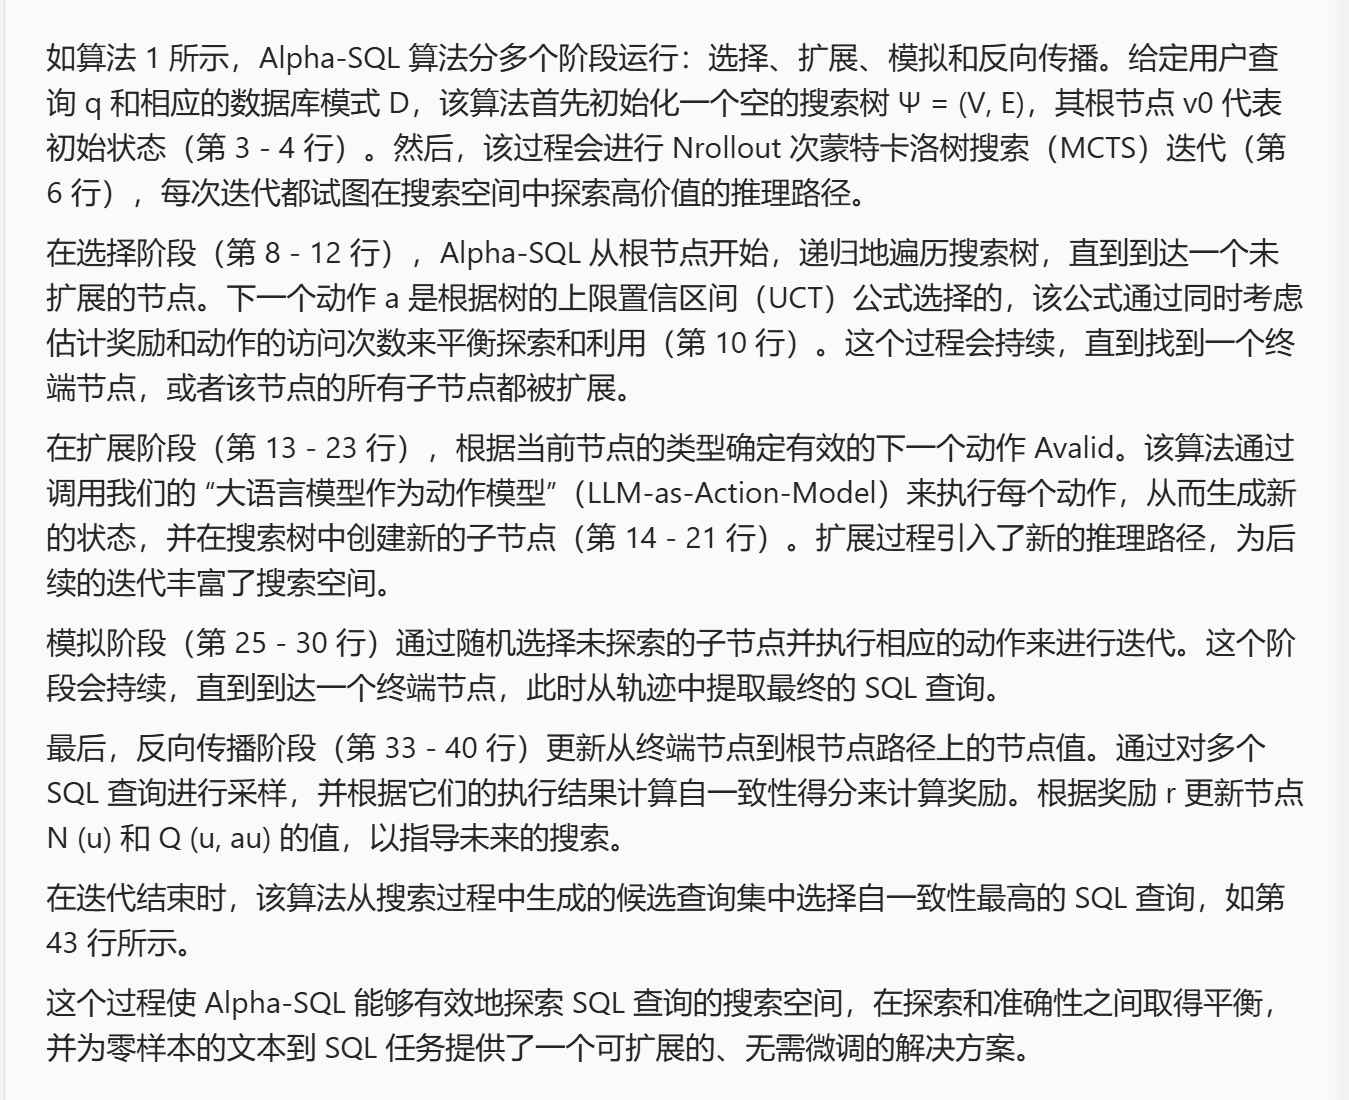 如算法 1 所示，Alpha-SQL 算法分多个阶段运行：选择、扩展、模拟和反向传播。给定用户查
询 q 和相应的数据库模式 D，该算法首先初始化一个空的搜索树 Ψ = (V, E)，其根节点 v0 代表
初始状态（第 3 - 4 行）。然后，该过程会进行 Nrollout 次蒙特卡洛树搜索（MCTS）迭代（第
6 行），每次迭代都试图在搜索空间中探索高价值的推理路径。
在选择阶段（第 8 - 12 行），Alpha-SQL 从根节点开始，递归地遍历搜索树，直到到达一个未
扩展的节点。下一个动作 a 是根据树的上限置信区间（UCT）公式选择的，该公式通过同时考虑
估计奖励和动作的访问次数来平衡探索和利用（第 10 行）。这个过程会持续，直到找到一个终
端节点，或者该节点的所有子节点都被扩展。
在扩展阶段（第 13 - 23 行），根据当前节点的类型确定有效的下一个动作 Avalid。该算法通过
调用我们的 “大语言模型作为动作模型”（LLM-as-Action-Model）来执行每个动作，从而生成新
的状态，并在搜索树中创建新的子节点（第 14 - 21 行）。扩展过程引入了新的推理路径，为后
续的迭代丰富了搜索空间。
模拟阶段（第 25 - 30 行）通过随机选择未探索的子节点并执行相应的动作来进行迭代。这个阶
段会持续，直到到达一个终端节点，此时从轨迹中提取最终的 SQL 查询。
最后，反向传播阶段（第 33 - 40 行）更新从终端节点到根节点路径上的节点值。通过对多个
SQL 查询进行采样，并根据它们的执行结果计算自一致性得分来计算奖励。根据奖励 r 更新节点
N (u) 和 Q (u, au) 的值，以指导未来的搜索。
在迭代结束时，该算法从搜索过程中生成的候选查询集中选择自一致性最高的 SQL 查询，如第
43 行所示。
这个过程使 Alpha-SQL 能够有效地探索 SQL 查询的搜索空间，在探索和准确性之间取得平衡，
并为零样本的文本到 SQL 任务提供了一个可扩展的、无需微调的解决方案。